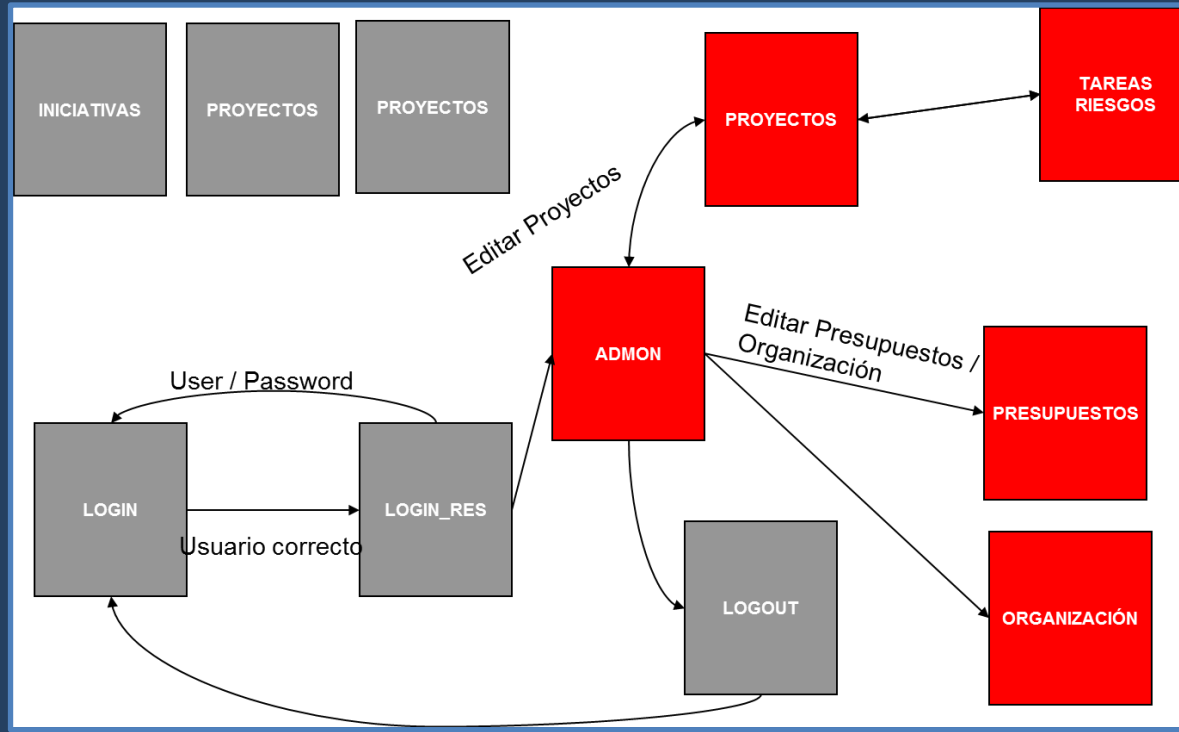 INICIATIVAS
PROYECTOS
PROYECTOS
PROYECTOS
TAREAS
RIESGOS
Editar Proyectos
ADMON
Editar Presupuestos /
Organización
PRESUPUESTOS
User / Password
LOGIN
LOGIN_RES
Usuario correcto
LOGOUT
ORGANIZACIÓN